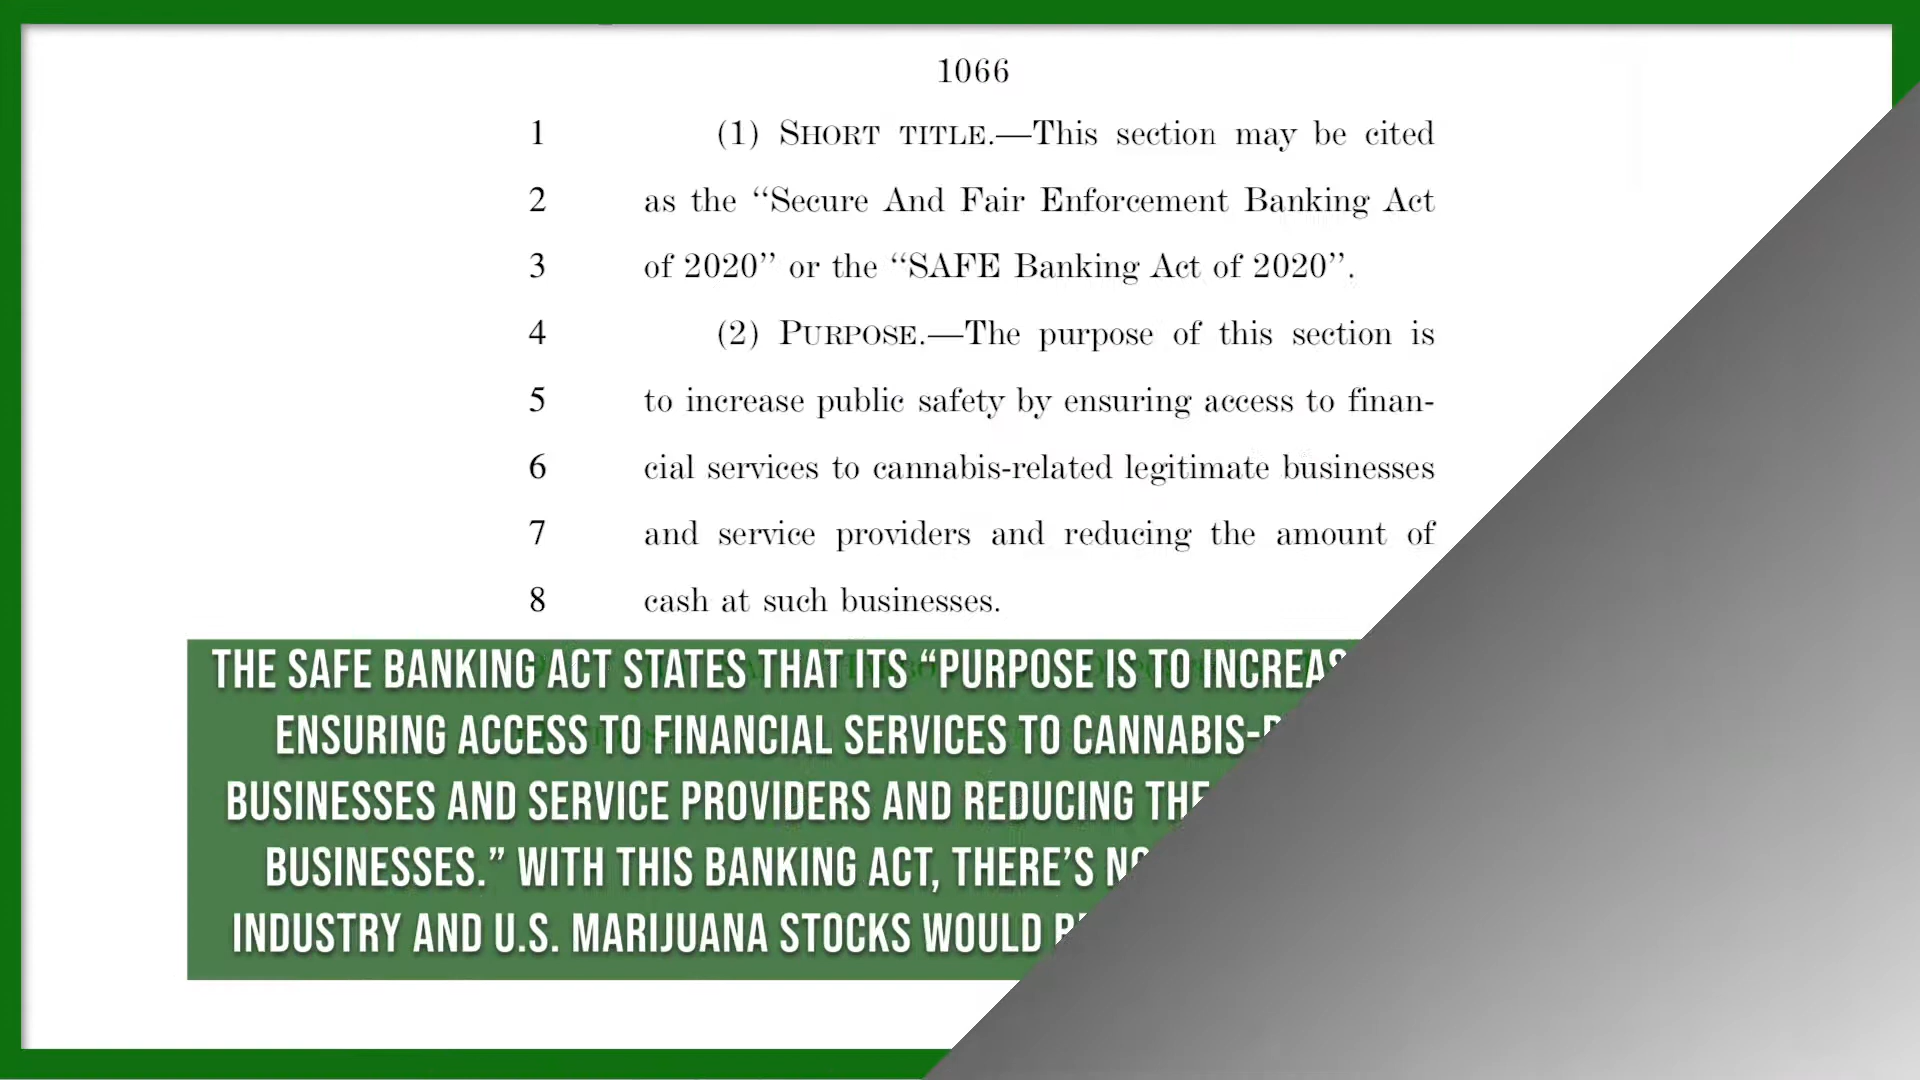 1066
1 (1) SHORT TITLE.—This section may be cited
2 as the “Secure And Fair Enforcement Banking Act
3 of 2020” or the “SAFE Banking Act of 2020”.
4 (2) PURPOSE.—The purpose of this section is
5 to increase public safety by ensuring access to finan-
6 cial services to cannabis-related legitimate businesses
7 and service providers and reducing the amount of
8 cash at such businesses.
THE SAFE BANKING ACT STATES THAT ITS “PURPOSE IS TO INCREAS
ENSURING ACCESS TO FINANCIAL SERVICES TO CANNABIS-
BUSINESSES AND SERVICE PROVIDERS AND REDUCING THE
BUSINESSES.” WITH THIS BANKING ACT, THERE’S
INDUSTRY AND U.S. MARIJUANA STOCKS WOULD